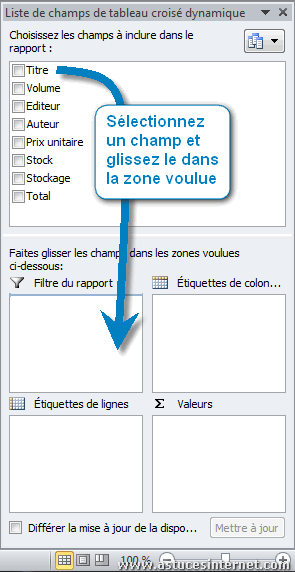 Liste de champs de tableau croisé dynamique
Choisissez les champs à inclure dans le
rapport :
Titre
Volume
Editeur
Auteur
Prix unitaire
Stock
Stockage
Total
Sélectionnez
un champ et
glissez le dans
la zone voulue
Faites glisser les champs dans les zones voulues
ci-dessous:
Filtre du rapport
Étiquettes de colon...
Étiquettes de lignes
Σ Valeurs
Différer la mise à jour de la dispo...
Mettre à jour
100 %
www.astucesinternet.com